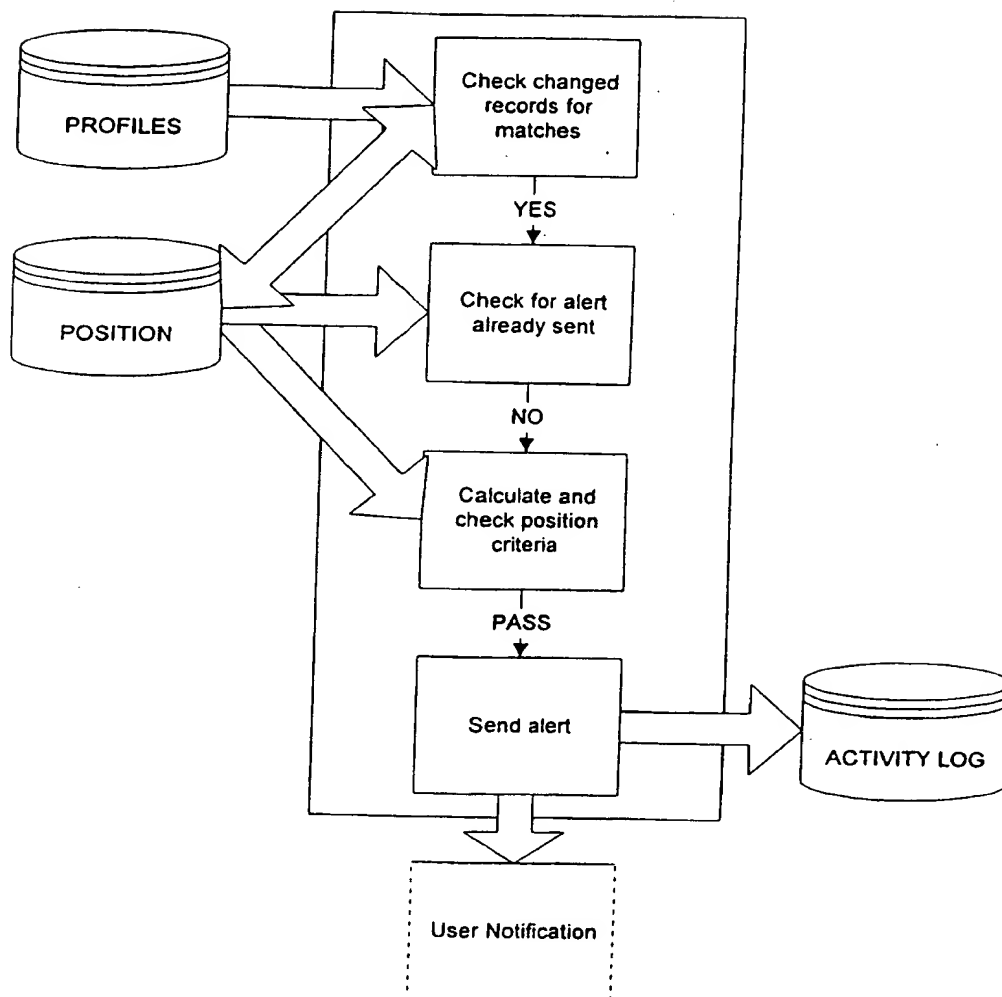 PROFILES
Check changed
records for
matches
YES
POSITION
Check for alert
already sent
NO
Calculate and
check position
criteria
PASS
Send alert
ACTIVITY LOG
User Notification